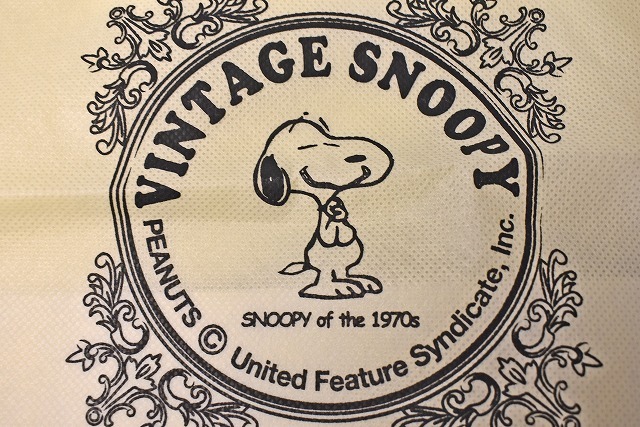 VINTAGE SNOOPY
SNOOPY of the 1970s
PEANUTS © United Feature Syndicate, Inc.